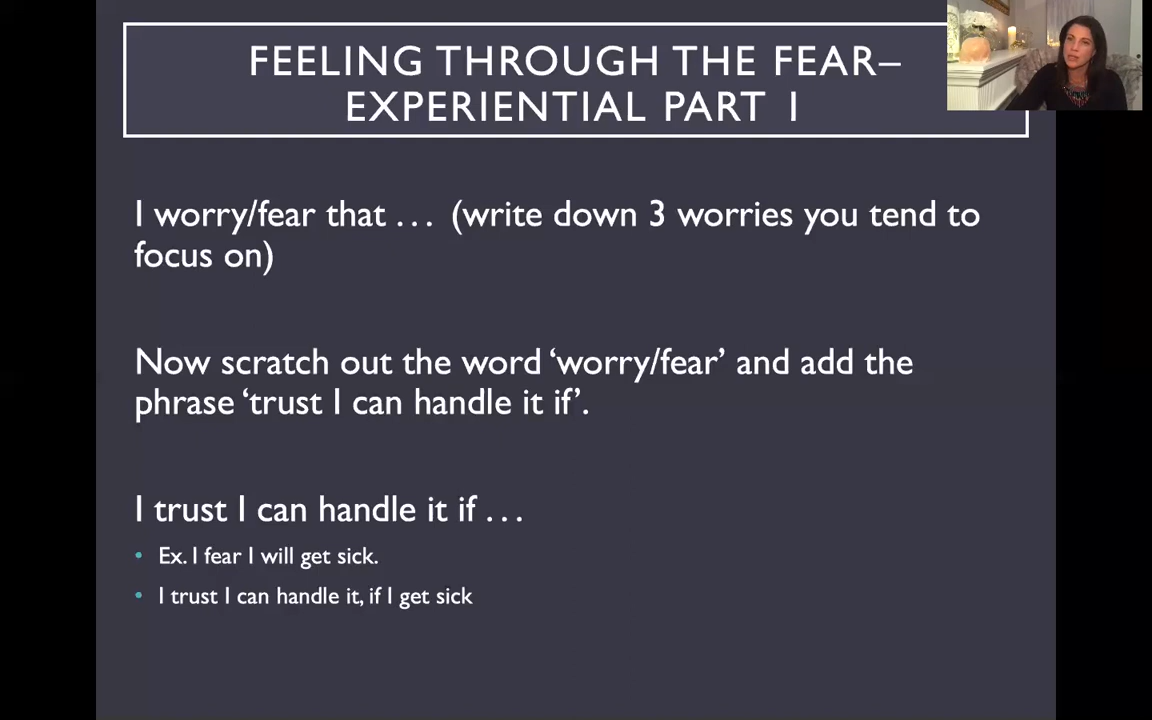 FEELING THROUGH THE FEAR–
EXPERIENTIAL PART I
I worry/fear that . . . (write down 3 worries you tend to
focus on)
Now scratch out the word ‘worry/fear’ and add the
phrase ‘trust I can handle it if’.
I trust I can handle it if . . .
• Ex. I fear I will get sick.
• I trust I can handle it, if I get sick